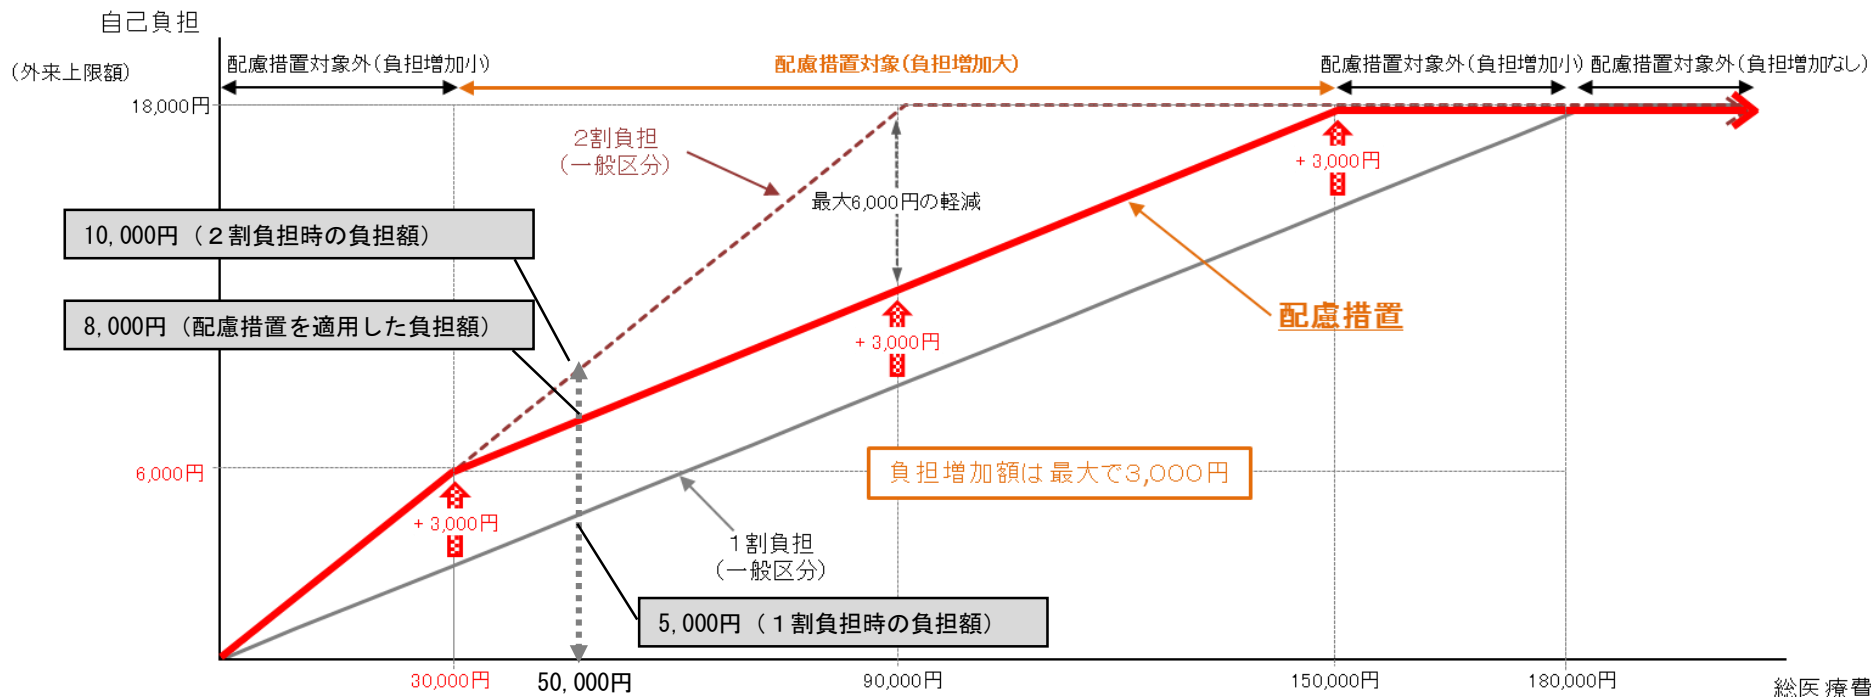 自己負担
(外来上限額)
配慮措置対象外(負担増加小)
配慮措置対象(負担増加大)
配慮措置対象外(負担増加小)
配慮措置対象外(負担増加なし)
18,000円
2割負担
(一般区分)
+3,000円
最大6,000円の軽減
10,000円(2割負担時の負担額)
8,000円(配慮措置を適用した負担額)
配慮措置
+3,000円
6,000円
負担増加額は最大で3,000円
+3,000円
1割負担
(一般区分)
5,000円(1割負担時の負担額)
30,000円
50,000円
90,000円
150,000円
180,000円
総医療費